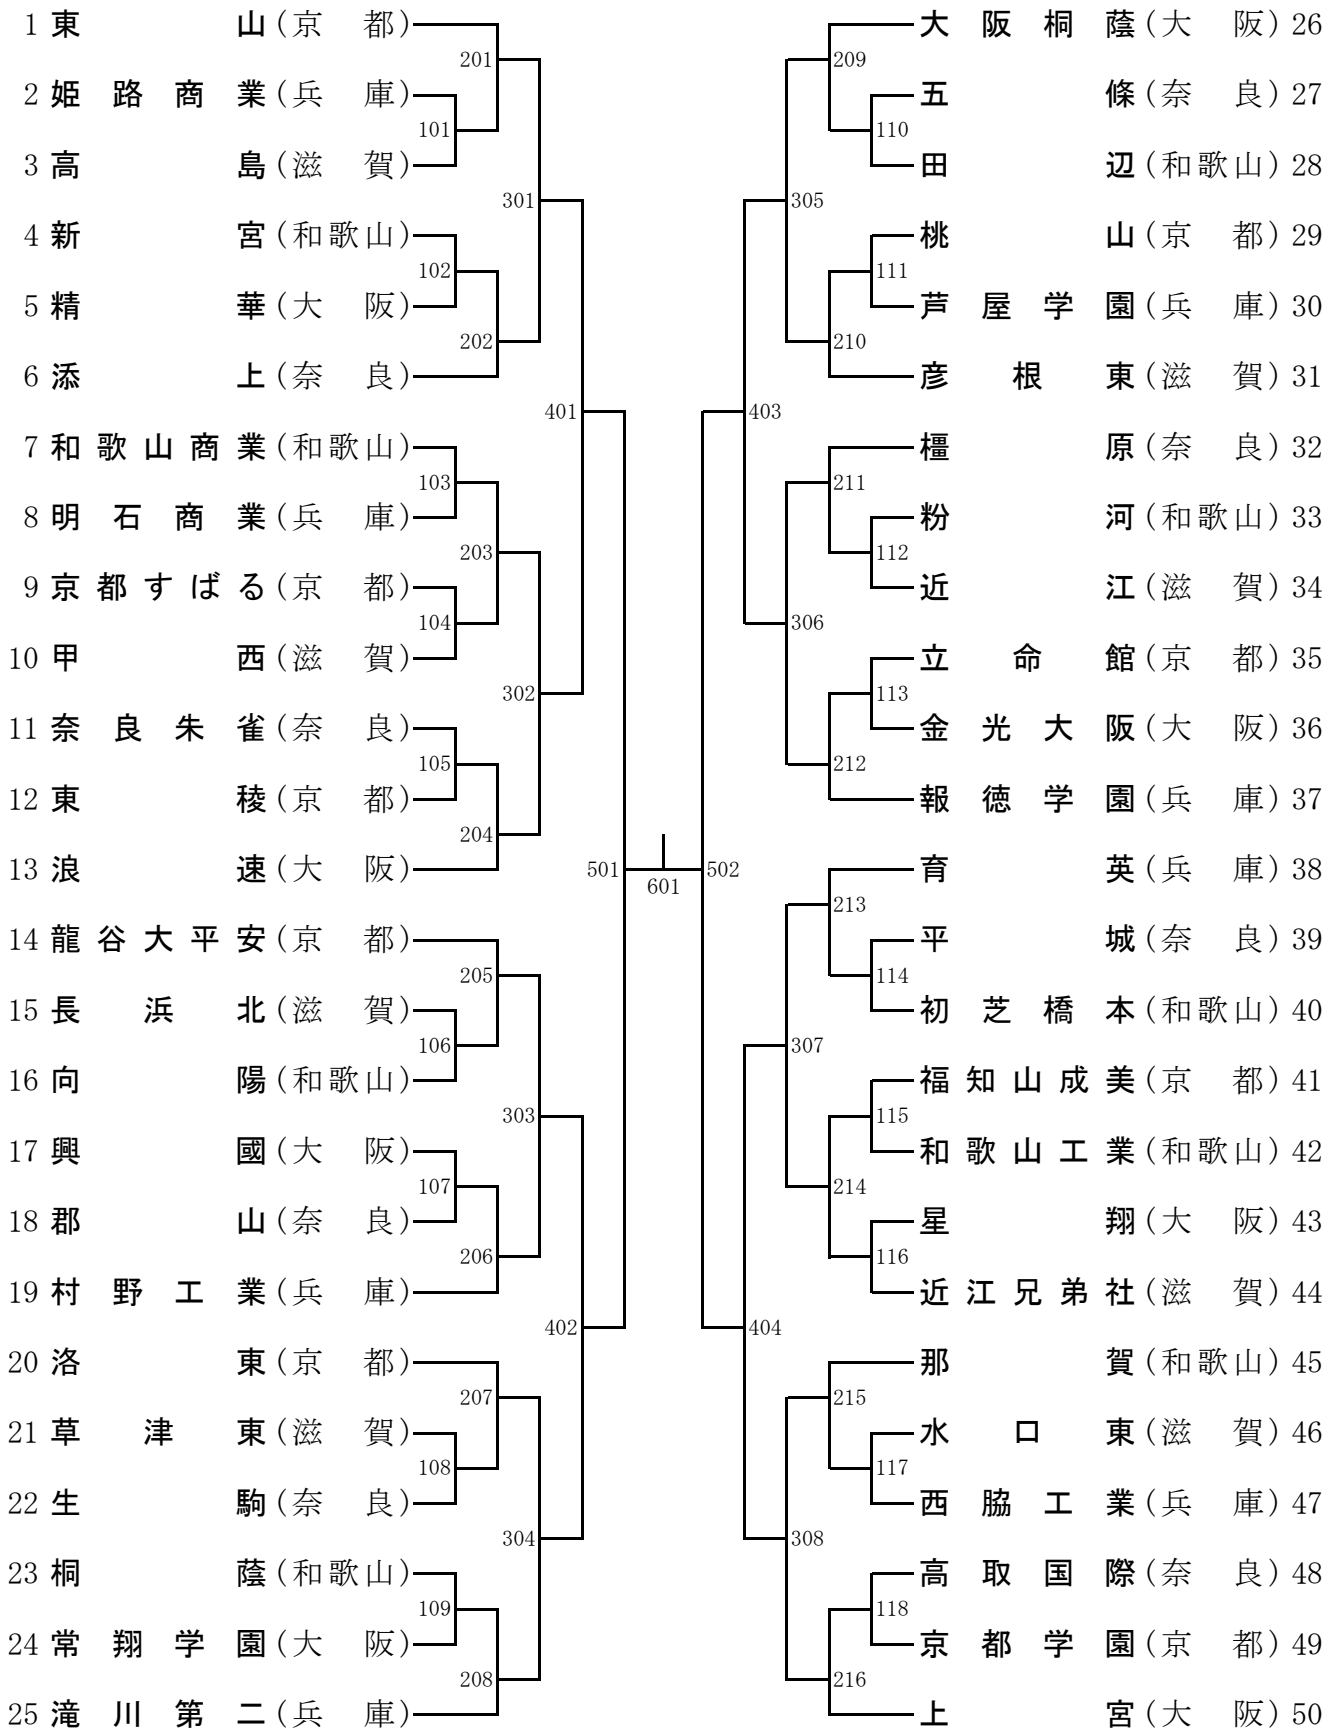 1 東山(京都)
201
2 姫路商業(兵庫)
101
3 高島(滋賀)
301
4 新宮(和歌山)
102
5 精華(大阪)
202
6 添上(奈良)
401
7 和歌山商業(和歌山)
103
8 明石商業(兵庫)
203
9 京都すばる(京都)
104
10 甲西(滋賀)
302
11 奈良朱雀(奈良)
105
12 東稜(京都)
204
13 浪速(大阪)
501
14 龍谷大平安(京都)
205
15 長浜北(滋賀)
106
16 向陽(和歌山)
303
17 興國(大阪)
107
18 郡山(奈良)
206
19 村野工業(兵庫)
402
20 洛東(京都)
207
21 草津東(滋賀)
108
22 生駒(奈良)
304
23 桐蔭(和歌山)
109
24 常翔学園(大阪)
208
25 滝川第二(兵庫)
601
大阪桐蔭(大阪) 26
209
五條(奈良) 27
110
田辺(和歌山) 28
305
桃山(京都) 29
111
芦屋学園(兵庫) 30
210
彦根東(滋賀) 31
403
橿原(奈良) 32
211
粉河(和歌山) 33
112
近江(滋賀) 34
306
立命館(京都) 35
113
金光大阪(大阪) 36
212
報徳学園(兵庫) 37
502
育英(兵庫) 38
213
平城(奈良) 39
114
初芝橋本(和歌山) 40
307
福知山成美(京都) 41
115
和歌山工業(和歌山) 42
214
星翔(大阪) 43
116
近江兄弟社(滋賀) 44
404
那賀(和歌山) 45
215
水口東(滋賀) 46
117
西脇工業(兵庫) 47
308
高取国際(奈良) 48
118
京都学園(京都) 49
216
上宮(大阪) 50